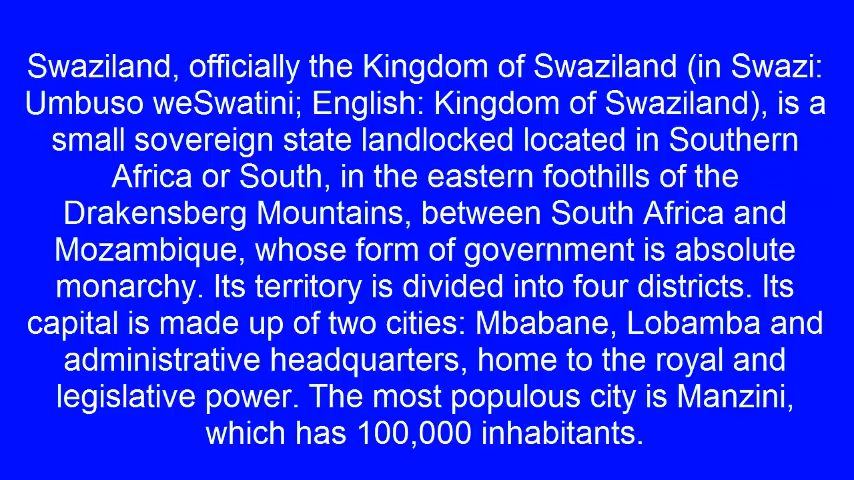 Swaziland, officially the Kingdom of Swaziland (in Swazi:
Umbuso weSwatini; English: Kingdom of Swaziland), is a
small sovereign state landlocked located in Southern
Africa or South, in the eastern foothills of the
Drakensberg Mountains, between South Africa and
Mozambique, whose form of government is absolute
monarchy. Its territory is divided into four districts. Its
capital is made up of two cities: Mbabane, Lobamba and
administrative headquarters, home to the royal and
legislative power. The most populous city is Manzini,
which has 100,000 inhabitants.